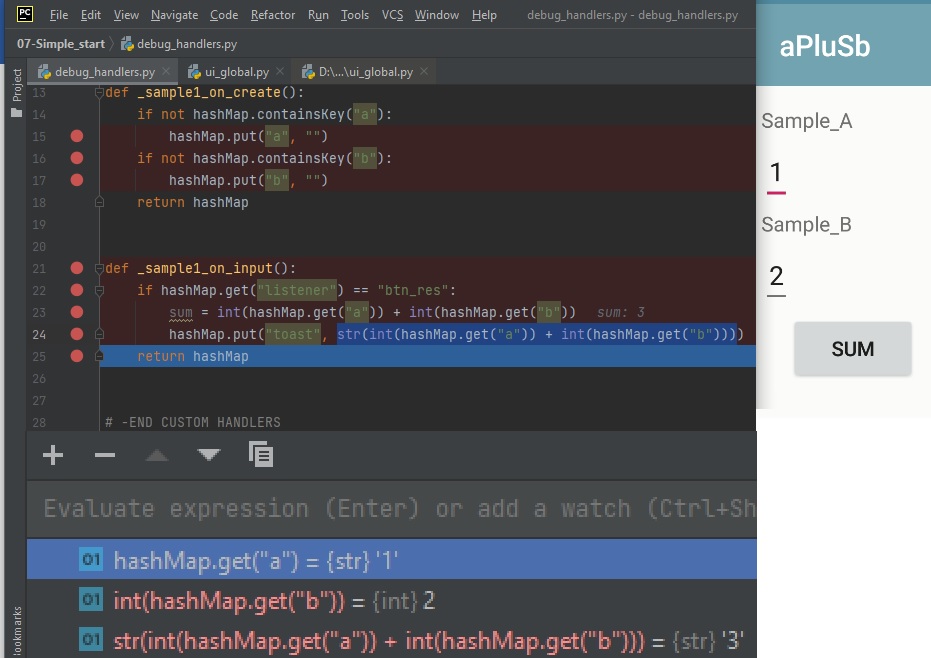 PC File Edit View Navigate Code Refactor Run Tools VCS Window Help debug_handlers.py - debug_handlers.py
07-Simple_start debug_handlers.py
debug_handlers.py ui_global.py D:\...\ui_global.py
Project
13 def _sample1_on_create():
14 if not hashMap.containsKey("a"):
15 hashMap.put("a", "")
16 if not hashMap.containsKey("b"):
17 hashMap.put("b", "")
18 return hashMap
19
20
21 def _sample1_on_input():
22 if hashMap.get("listener") == "btn_res":
23 sum = int(hashMap.get("a")) + int(hashMap.get("b")) sum: 3
24 hashMap.put("toast", str(int(hashMap.get("a")) + int(hashMap.get("b"))))
25 return hashMap
26
27
28 # -END CUSTOM HANDLERS
Evaluate expression (Enter) or add a watch (Ctrl+Sh
01 hashMap.get("a") = {str} '1'
01 int(hashMap.get("b")) = {int} 2
01 str(int(hashMap.get("a")) + int(hashMap.get("b"))) = {str} '3'
ookmarks
aPluSb
Sample_A
1
Sample_B
2
SUM